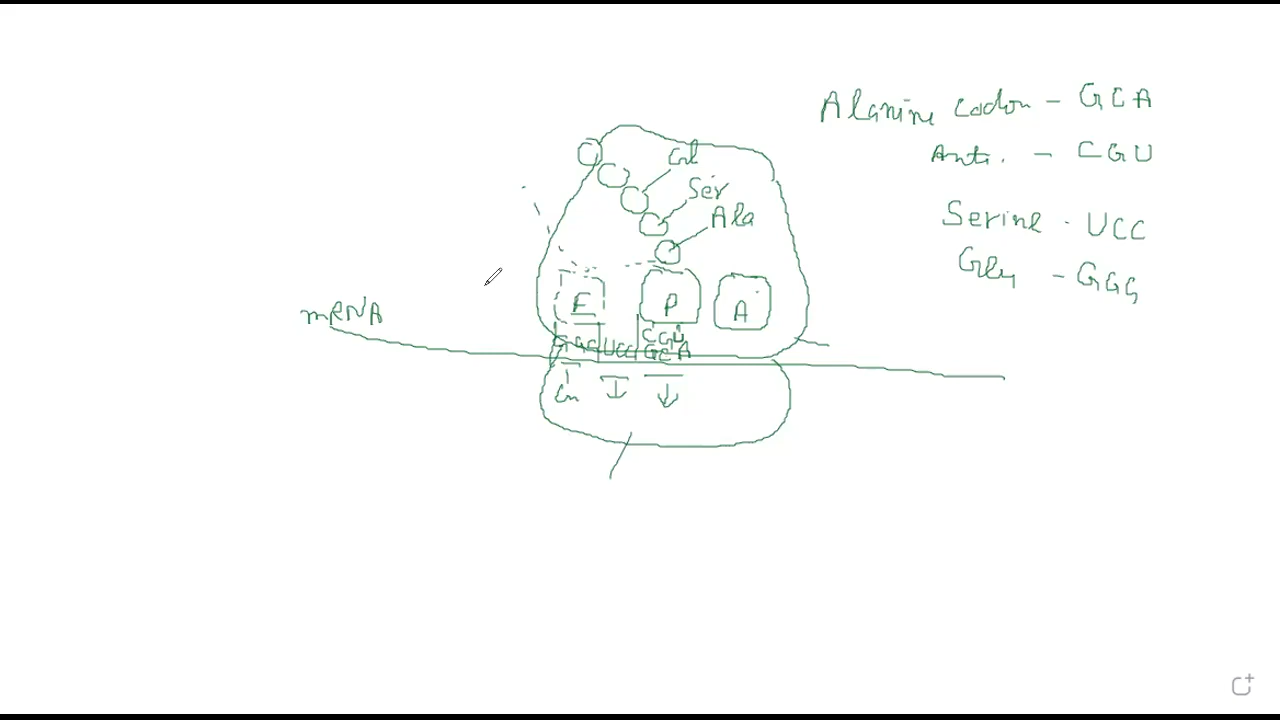 Alanine codon - GCA
Anti. - CGU
Serine - UCC
Gly - GGG
Gl
Ser
Ala
mRNA
E P A
CGU
UCC GCA